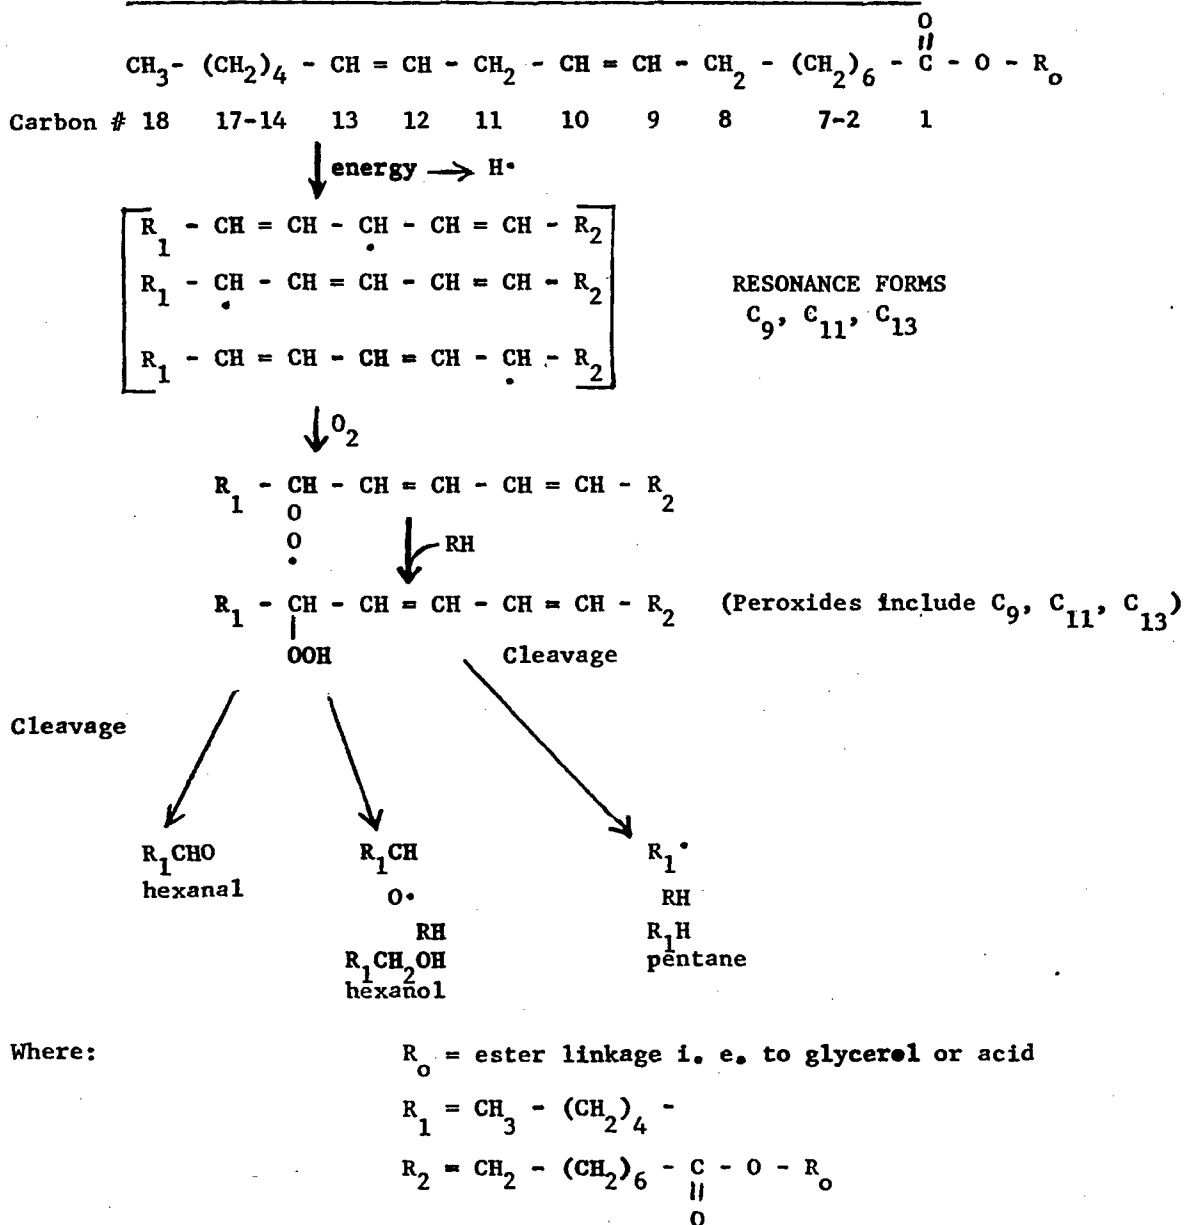 O
||
CH3- (CH2)4 - CH = CH - CH2 - CH = CH - CH2 - (CH2)6 - C - O - Ro
Carbon # 18 17-14 13 12 11 10 9 8 7-2 1
energy → H•
R1 - CH = CH - CH - CH = CH - R2
•
R1 - CH - CH = CH - CH = CH - R2
•
RESONANCE FORMS
C9, C11, C13
R1 - CH = CH - CH = CH - CH - R2
•
O2
R1 - CH - CH = CH - CH = CH - R2
O
O
•
RH
R1 - CH - CH = CH - CH = CH - R2 (Peroxides include C9, C11, C13)
|
OOH
Cleavage
Cleavage
R1CHO
hexanal
R1CH
O•
RH
R1CH2OH
hexanol
R1•
RH
R1H
pentane
Where:
Ro = ester linkage i. e. to glycerol or acid
R1 = CH3 - (CH2)4 -
R2 = CH2 - (CH2)6 - C - O - Ro
||
O